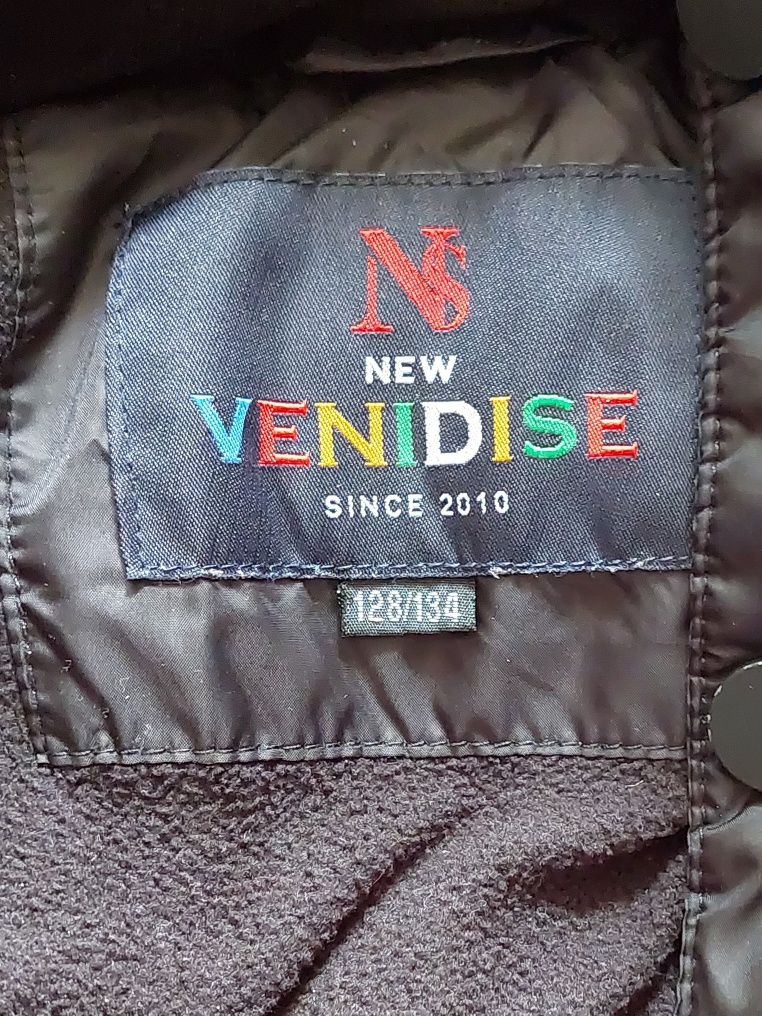 NS
NEW
VENIDISE
SINCE 2010
128/134